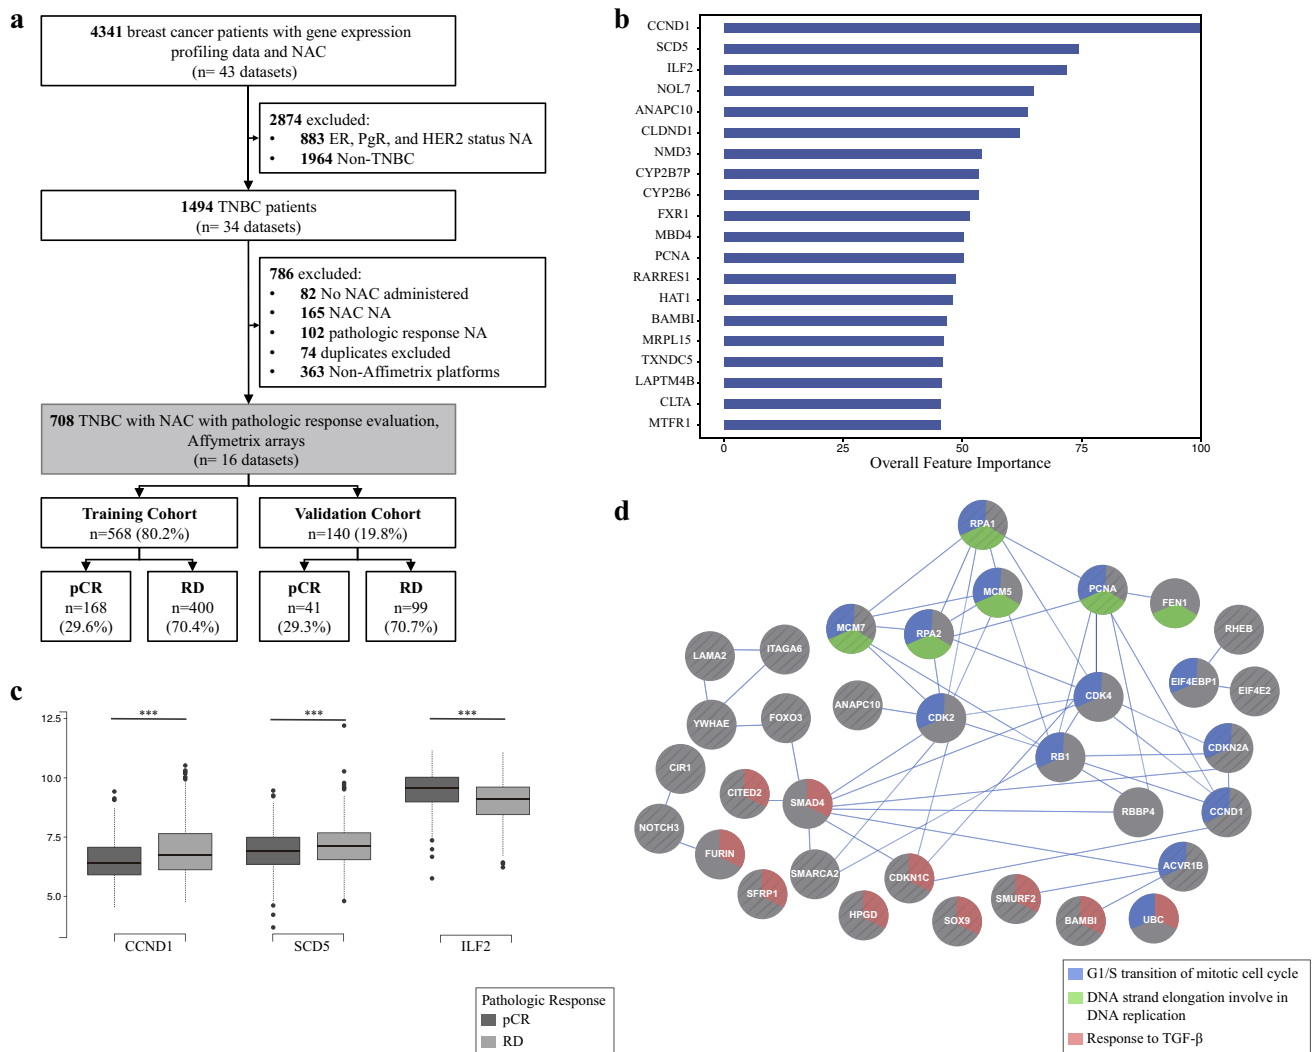 a
4341 breast cancer patients with gene expression
profiling data and NAC
(n= 43 datasets)
2874 excluded:
• 883 ER, PgR, and HER2 status NA
• 1964 Non-TNBC
1494 TNBC patients
(n= 34 datasets)
786 excluded:
• 82 No NAC administered
• 165 NAC NA
• 102 pathologic response NA
• 74 duplicates excluded
• 363 Non-Affimetrix platforms
708 TNBC with NAC with pathologic response evaluation,
Affymetrix arrays
(n= 16 datasets)
Training Cohort
n=568 (80.2%)
Validation Cohort
n=140 (19.8%)
pCR
n=168
(29.6%)
RD
n=400
(70.4%)
pCR
n=41
(29.3%)
RD
n=99
(70.7%)
b
CCND1
SCD5
ILF2
NOL7
ANAPC10
CLDND1
NMD3
CYP2B7P
CYP2B6
FXR1
MBD4
PCNA
RARRES1
HAT1
BAMBI
MRPL15
TXNDC5
LAPTM4B
CLTA
MTFR1
0 25 50 75 100
Overall Feature Importance
c
12.5
10.0
7.5
5.0
*** *** ***
CCND1 SCD5 ILF2
Pathologic Response
pCR
RD
d
RPA1
MCM5
PCNA
FEN1
MCM7
RPA2
RHEB
LAMA2
ITAGA6
EIF4EBP1
EIF4E2
ANAPC10
CDK4
YWHAE
FOXO3
CDK2
CDKN2A
RB1
CIR1
CITED2
SMAD4
RBBP4
CCND1
NOTCH3
FURIN
SMARCA2
CDKN1C
ACVR1B
SFRP1
SMURF2
HPGD
SOX9
BAMBI
UBC
G1/S transition of mitotic cell cycle
DNA strand elongation involve in
DNA replication
Response to TGF-β